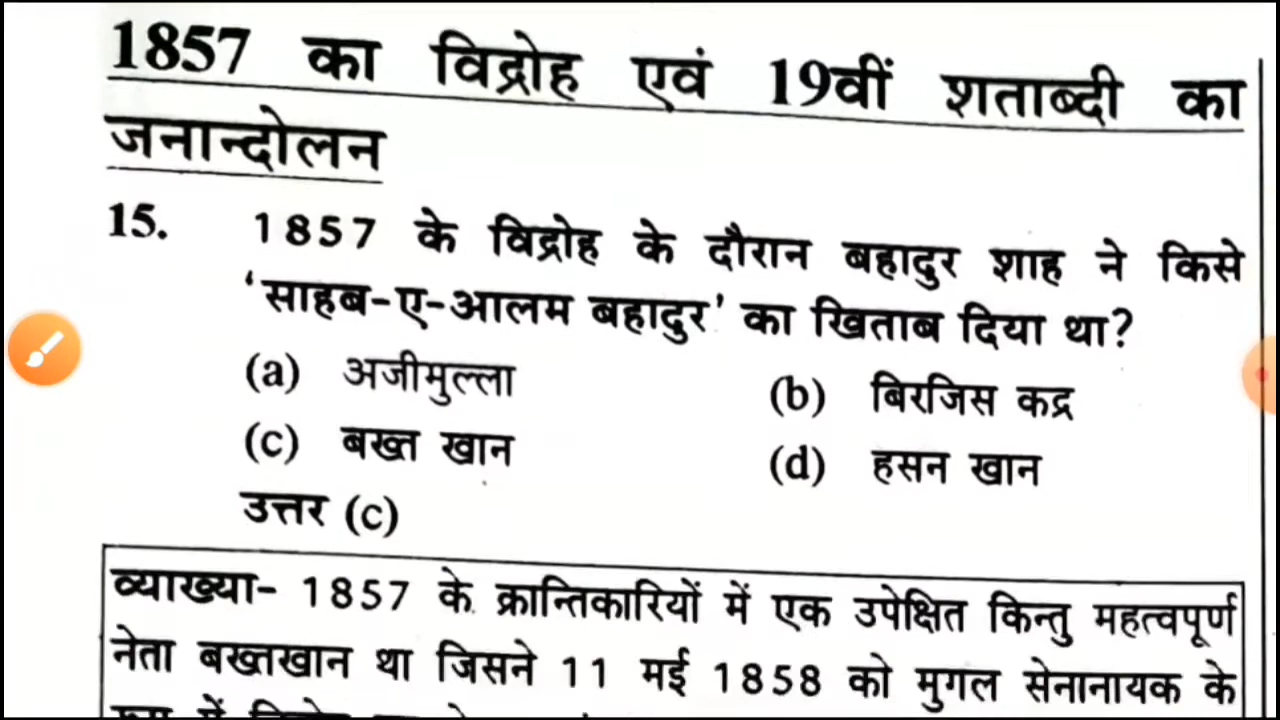 1857 का विद्रोह एवं 19वीं शताब्दी का
जनान्दोलन
15. 1857 के विद्रोह के दौरान बहादुर शाह ने किसे
'साहब-ए-आलम बहादुर' का खिताब दिया था?
(a) अजीमुल्ला (b) बिरजिस कद्र
(c) बख्त खान (d) हसन खान
उत्तर (c)
व्याख्या- 1857 के क्रान्तिकारियों में एक उपेक्षित किन्तु महत्वपूर्ण
नेता बख्तखान था जिसने 11 मई 1858 को मुगल सेनानायक के